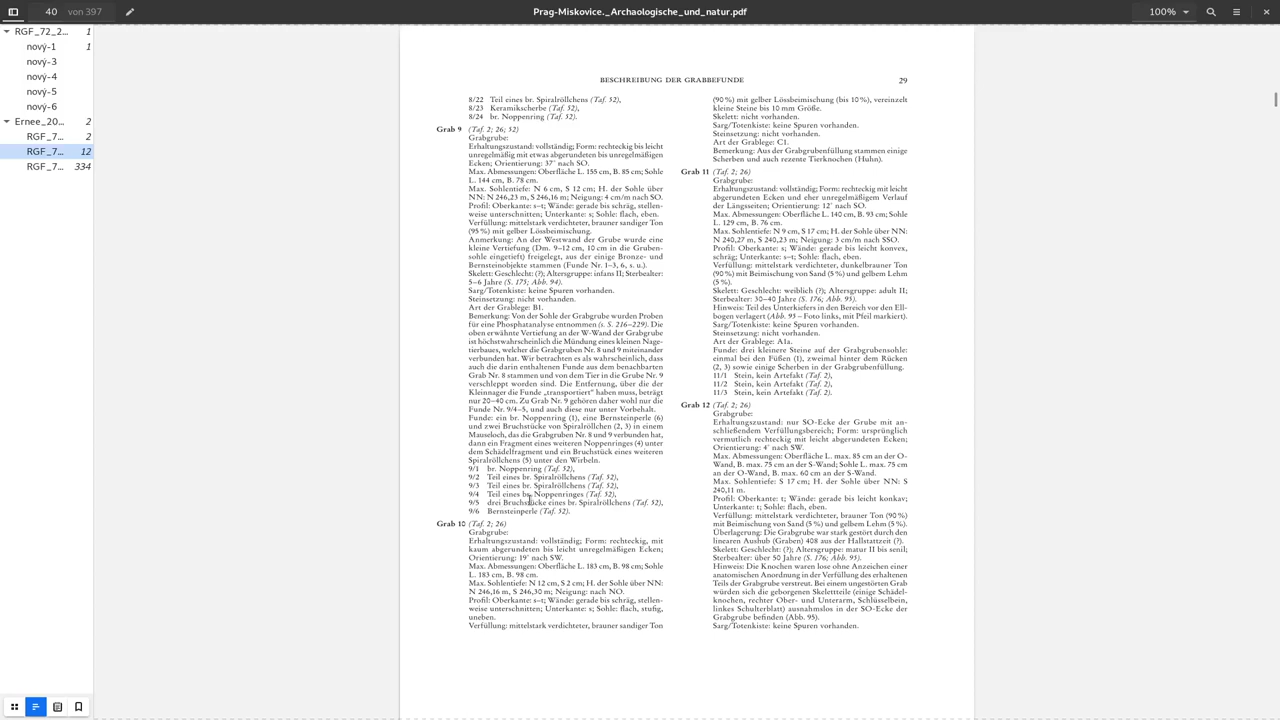 40 von 397
Prag-Miskovice._Archaologische_und_natur.pdf
100%
RGF_72_2... 1
nový-1 1
nový-3
nový-4
nový-5
nový-6
Ernee_20... 2
RGF_7... 2
RGF_7... 12
RGF_7... 334
BESCHREIBUNG DER GRABBEFUNDE 29
8/22 Teil eines br. Spiralröllchens (Taf. 52),
8/23 Keramikscherbe (Taf. 52),
8/24 br. Noppenring (Taf. 52).
Grab 9 (Taf. 2; 26; 52)
Grabgrube:
Erhaltungszustand: vollständig; Form: rechteckig bis leicht
unregelmäßig mit etwas abgerundeten bis unregelmäßigen
Ecken; Orientierung: 37° nach SO.
Max. Abmessungen: Oberfläche L. 155 cm, B. 85 cm; Sohle
L. 144 cm, B. 78 cm.
Max. Sohlentiefe: N 6 cm, S 12 cm; H. der Sohle über
NN: N 246,23 m, S 246,16 m; Neigung: 4 cm/m nach SO.
Profil: Oberkante: s–t; Wände: gerade bis schräg, stellen-
weise unterschnitten; Unterkante: s; Sohle: flach, eben.
Verfüllung: mittelstark verdichteter, brauner sandiger Ton
(95 %) mit gelber Lössbeimischung.
Anmerkung: An der Westwand der Grube wurde eine
kleine Vertiefung (Dm. 9–12 cm, 10 cm in die Gruben-
sohle eingetieft) freigelegt, aus der einige Bronze- und
Bernsteinobjekte stammen (Funde Nr. 1–3, 6, s. u.).
Skelett: Geschlecht: (?); Altersgruppe: infans II; Sterbealter:
5–6 Jahre (S. 175; Abb. 94).
Sarg/Totenkiste: keine Spuren vorhanden.
Steinsetzung: nicht vorhanden.
Art der Grablege: B1.
Bemerkung: Von der Sohle der Grabgrube wurden Proben
für eine Phosphatanalyse entnommen (s. S. 216–229). Die
oben erwähnte Vertiefung an der W-Wand der Grabgrube
ist höchstwahrscheinlich die Mündung eines kleinen Nage-
tierbaues, welcher die Grabgruben Nr. 8 und 9 miteinander
verbunden hat. Wir betrachten es als wahrscheinlich, dass
auch die darin enthaltenen Funde aus dem benachbarten
Grab Nr. 8 stammen und von dem Tier in die Grube Nr. 9
verschleppt worden sind. Die Entfernung, über die der
Kleinnager die Funde „transportiert“ haben muss, beträgt
nur 20–40 cm. Zu Grab Nr. 9 gehören daher wohl nur die
Funde Nr. 9/4–5, und auch diese nur unter Vorbehalt.
Funde: ein br. Noppenring (1), eine Bernsteinperle (6)
und zwei Bruchstücke von Spiralröllchen (2, 3) in einem
Mauseloch, das die Grabgruben Nr. 8 und 9 verbunden hat,
dann ein Fragment eines weiteren Noppenringes (4) unter
dem Schädelfragment und ein Bruchstück eines weiteren
Spiralröllchens (5) unter den Wirbeln.
9/1 br. Noppenring (Taf. 52),
9/2 Teil eines br. Spiralröllchens (Taf. 52),
9/3 Teil eines br. Spiralröllchens (Taf. 52),
9/4 Teil eines br. Noppenringes (Taf. 52),
9/5 drei Bruchstücke eines br. Spiralröllchens (Taf. 52),
9/6 Bernsteinperle (Taf. 52).
Grab 10 (Taf. 2; 26)
Grabgrube:
Erhaltungszustand: vollständig; Form: rechteckig, mit
kaum abgerundeten bis leicht unregelmäßigen Ecken;
Orientierung: 19° nach SW.
Max. Abmessungen: Oberfläche L. 183 cm, B. 98 cm; Sohle
L. 183 cm, B. 98 cm.
Max. Sohlentiefe: N 12 cm, S 2 cm; H. der Sohle über NN:
N 246,16 m, S 246,30 m; Neigung: nach NO.
Profil: Oberkante: s–t; Wände: gerade bis schräg, stellen-
weise unterschnitten; Unterkante: s; Sohle: flach, stufig,
uneben.
Verfüllung: mittelstark verdichteter, brauner sandiger Ton
(90 %) mit gelber Lössbeimischung (bis 10 %), vereinzelt
kleine Steine bis 10 mm Größe.
Skelett: nicht vorhanden.
Sarg/Totenkiste: keine Spuren vorhanden.
Steinsetzung: nicht vorhanden.
Art der Grablege: C1.
Bemerkung: Aus der Grabgrubenfüllung stammen einige
Scherben und auch rezente Tierknochen (Huhn).
Grab 11 (Taf. 2; 26)
Grabgrube:
Erhaltungszustand: vollständig; Form: rechteckig mit leicht
abgerundeten Ecken und eher unregelmäßigem Verlauf
der Längsseiten; Orientierung: 12° nach SO.
Max. Abmessungen: Oberfläche L. 140 cm, B. 93 cm; Sohle
L. 129 cm, B. 76 cm.
Max. Sohlentiefe: N 9 cm, S 17 cm; H. der Sohle über NN:
N 240,27 m, S 240,23 m; Neigung: 3 cm/m nach SSO.
Profil: Oberkante: s; Wände: gerade bis leicht konvex,
schräg; Unterkante: s–t; Sohle: flach, eben.
Verfüllung: mittelstark verdichteter, dunkelbrauner Ton
(90 %) mit Beimischung von Sand (5 %) und gelbem Lehm
(5 %).
Skelett: Geschlecht: weiblich (?); Altersgruppe: adult II;
Sterbealter: 30–40 Jahre (S. 176; Abb. 95).
Hinweis: Teil des Unterkiefers in den Bereich vor den Ell-
bogen verlagert (Abb. 95 – Foto links, mit Pfeil markiert).
Sarg/Totenkiste: keine Spuren vorhanden.
Steinsetzung: nicht vorhanden.
Art der Grablege: A1a.
Funde: drei kleinere Steine auf der Grabgrubensohle:
einmal bei den Füßen (1), zweimal hinter dem Rücken
(2, 3) sowie einige Scherben in der Grabgrubenfüllung.
11/1 Stein, kein Artefakt (Taf. 2),
11/2 Stein, kein Artefakt (Taf. 2),
11/3 Stein, kein Artefakt (Taf. 2).
Grab 12 (Taf. 2; 26)
Grabgrube:
Erhaltungszustand: nur SO-Ecke der Grube mit an-
schließendem Verfüllungsbereich; Form: ursprünglich
vermutlich rechteckig mit leicht abgerundeten Ecken;
Orientierung: 4° nach SW.
Max. Abmessungen: Oberfläche L. max. 85 cm an der O-
Wand, B. max. 75 cm an der S-Wand; Sohle L. max. 75 cm
an der O-Wand, B. max. 60 cm an der S-Wand.
Max. Sohlentiefe: S 17 cm; H. der Sohle über NN: S
240,11 m.
Profil: Oberkante: t; Wände: gerade bis leicht konkav;
Unterkante: t; Sohle: flach, eben.
Verfüllung: mittelstark verdichteter, brauner Ton (90 %)
mit Beimischung von Sand (5 %) und gelbem Lehm (5 %).
Überlagerung: Die Grabgrube war stark gestört durch den
linearen Aushub (Graben) 408 aus der Hallstattzeit (?).
Skelett: Geschlecht: (?); Altersgruppe: matur II bis senil;
Sterbealter: über 50 Jahre (S. 176; Abb. 95).
Hinweis: Die Knochen waren lose ohne Anzeichen einer
anatomischen Anordnung in der Verfüllung des erhaltenen
Teils der Grabgrube verstreut. Bei einem ungestörten Grab
würden sich die geborgenen Skelettteile (einige Schädel-
knochen, rechter Ober- und Unterarm, Schlüsselbein,
linkes Schulterblatt) ausnahmslos in der SO-Ecke der
Grabgrube befinden (Abb. 95).
Sarg/Totenkiste: keine Spuren vorhanden.